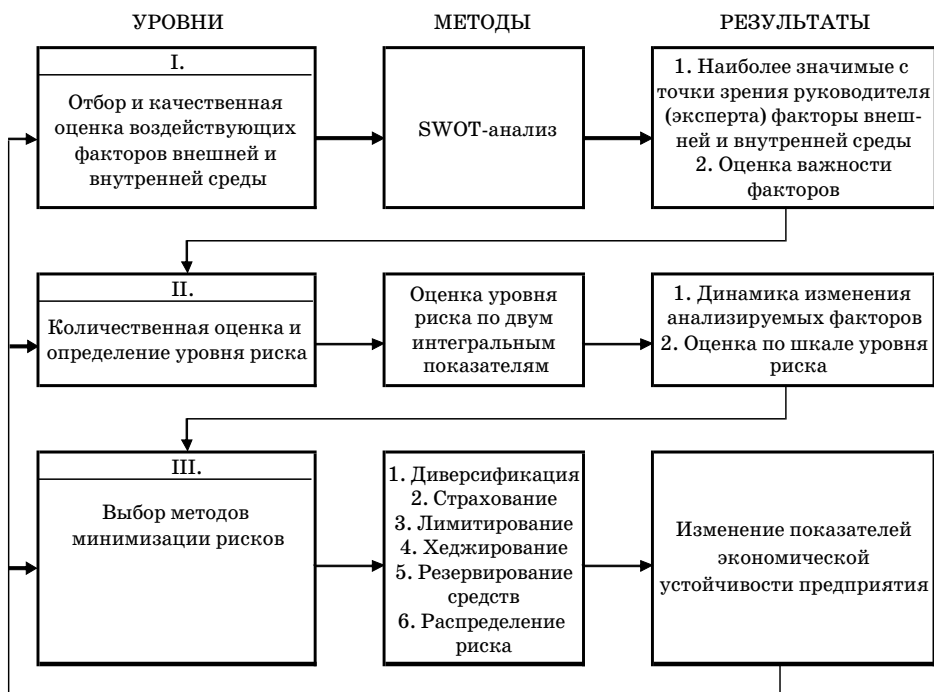 УРОВНИ
МЕТОДЫ
РЕЗУЛЬТАТЫ
I.
Отбор и качественная
оценка воздействующих
факторов внешней и
внутренней среды
SWOT-анализ
1. Наиболее значимые с
точки зрения руководителя
(эксперта) факторы внеш-
ней и внутренней среды
2. Оценка важности
факторов
II.
Количественная оценка и
определение уровня риска
Оценка уровня
риска по двум
интегральным
показателям
1. Динамика изменения
анализируемых факторов
2. Оценка по шкале уровня
риска
III.
Выбор методов
минимизации рисков
1. Диверсификация
2. Страхование
3. Лимитирование
4. Хеджирование
5. Резервирование
средств
6. Распределение
риска
Изменение показателей
экономической
устойчивости предприятия